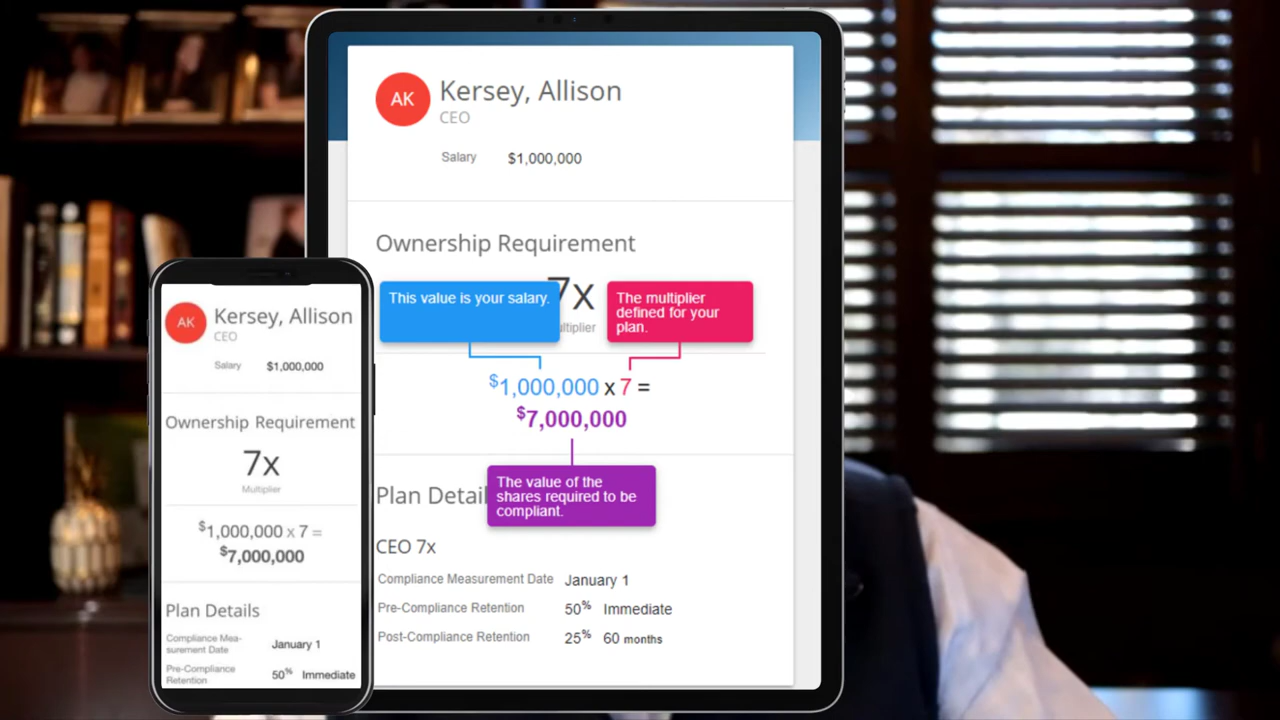 AK
Kersey, Allison
CEO
Salary $1,000,000
Ownership Requirement
7x
This value is your salary.
The multiplier
defined for your
plan.
$1,000,000 x 7 =
$7,000,000
The value of the
shares required to be
compliant.
CEO 7x
Compliance Measurement Date January 1
Pre-Compliance Retention 50% Immediate
Post-Compliance Retention 25% 60 months
AK
Kersey, Allison
CEO
Salary $1,000,000
Ownership Requirement
7x
Multiplier
$1,000,000 x 7 =
$7,000,000
Plan Details
Compliance Mea-
surement Date January 1
Pre-Compliance
Retention 50% Immediate